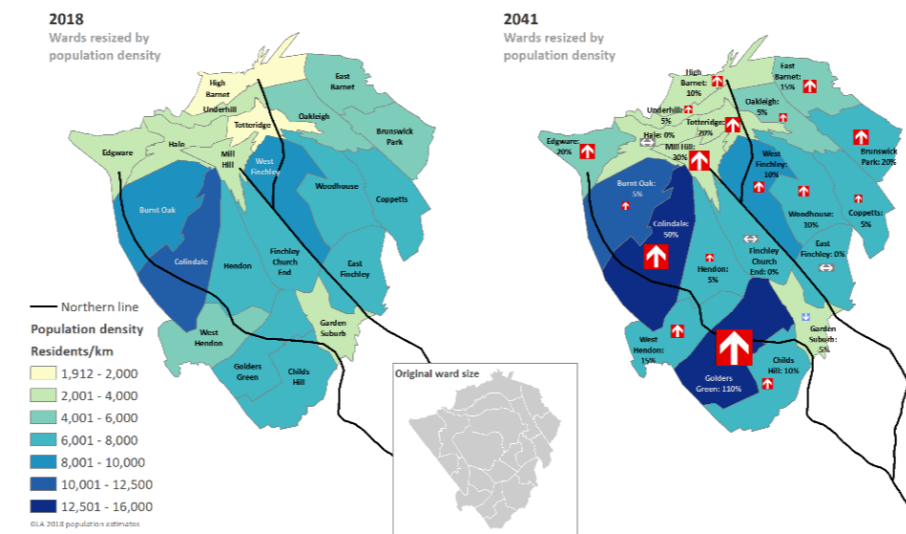 2018
Wards resized by
population density
High
Barnet
East
Barnet
Underhill
Totteridge
Oakleigh
Brunswick
Park
Edgware
Hale
Mill
Hill
West
Finchley
Woodhouse
Coppetts
Burnt Oak
Colindale
Hendon
Finchley
Church
End
East
Finchley
West
Hendon
Garden
Suburb
Golders
Green
Childs
Hill
Northern line
Population density
Residents/km
1,912 - 2,000
2,001 - 4,000
4,001 - 6,000
6,001 - 8,000
8,001 - 10,000
10,001 - 12,500
12,501 - 16,000
GLA 2018 population estimates
Original ward size
2041
Wards resized by
population density
High
Barnet:
10%
East
Barnet:
15%
Underhill:
5%
Oakleigh:
5%
Totteridge:
20%
Hale: 0%
Edgware:
20%
Mill Hill:
30%
Brunswick
Park: 20%
West
Finchley:
10%
Burnt Oak:
5%
Woodhouse:
10%
Coppetts:
5%
Colindale:
50%
Finchley
Church
End: 0%
East
Finchley: 0%
Hendon:
5%
West
Hendon:
15%
Garden
Suburb:
-5%
Golders
Green: 110%
Childs
Hill: 10%